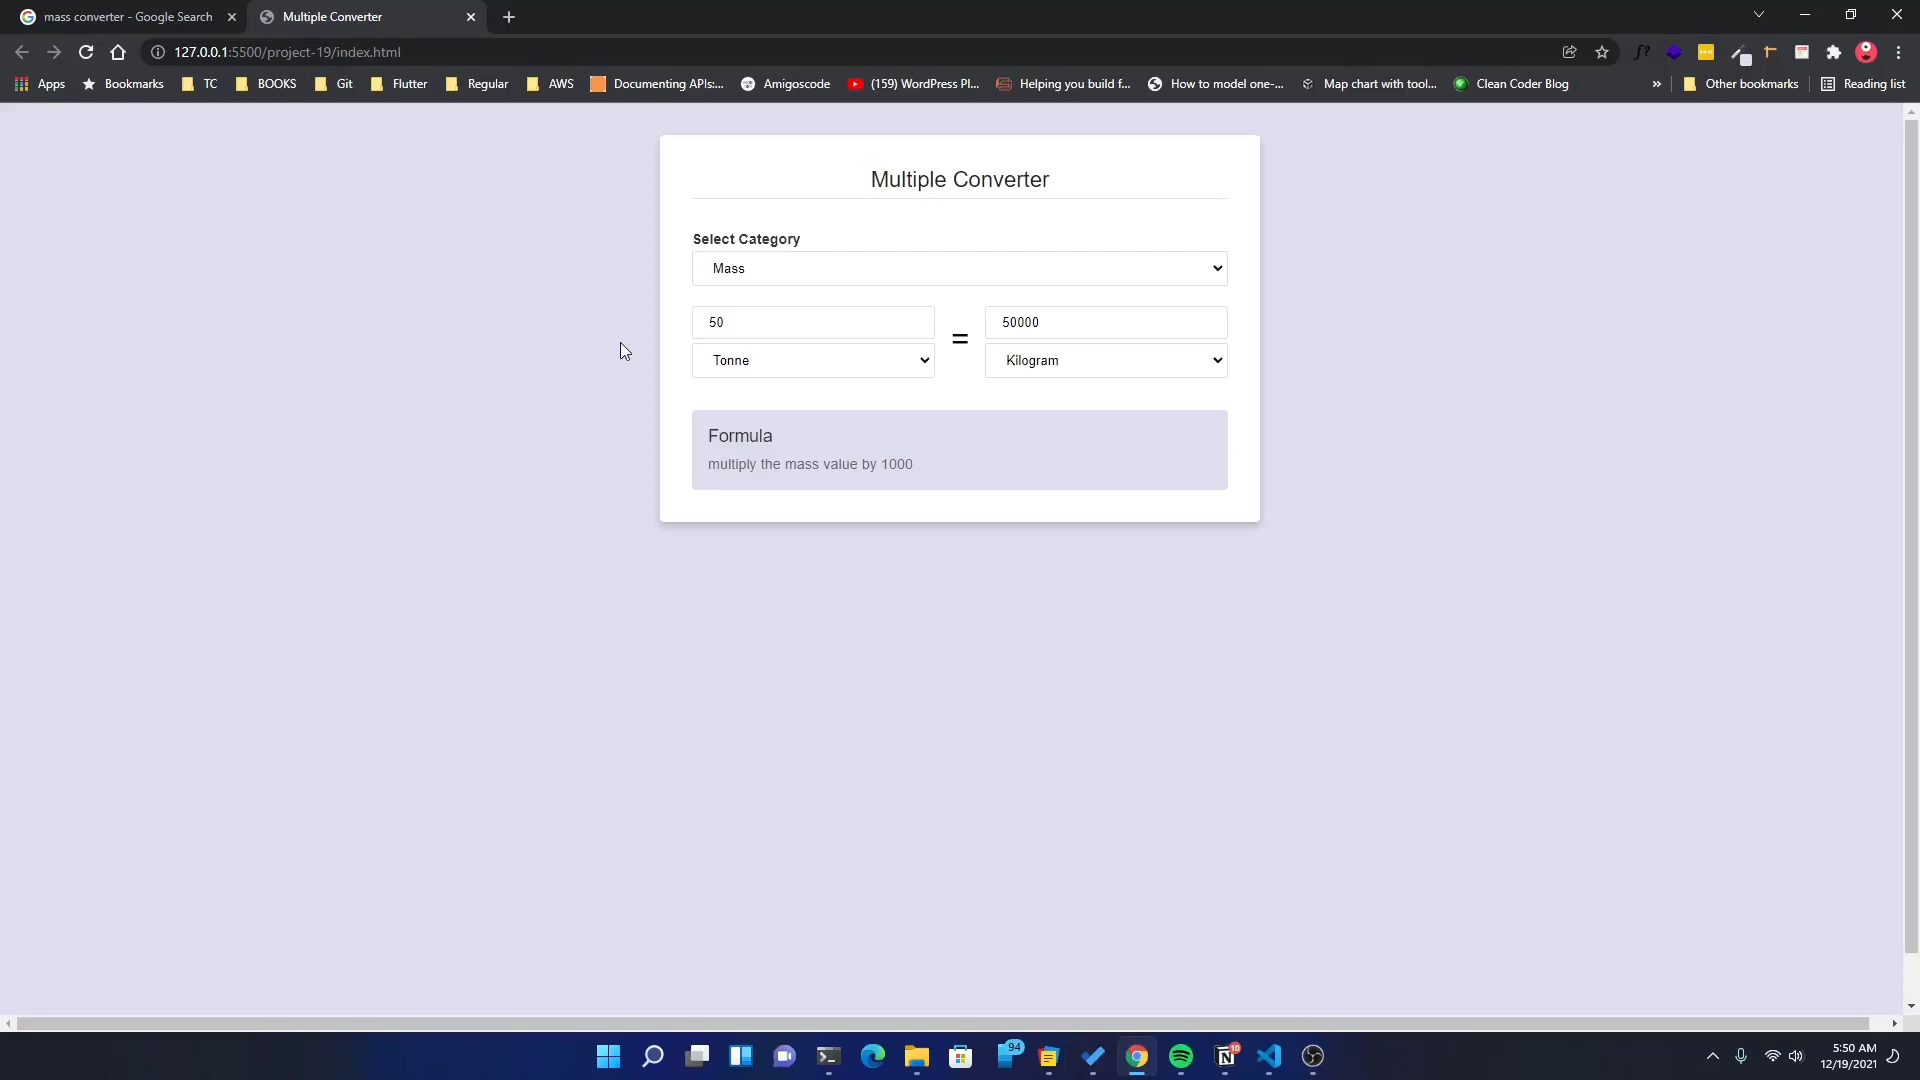 mass converter - Google Search
Multiple Converter
127.0.0.1:5500/project-19/index.html
f?
Apps Bookmarks TC BOOKS Git Flutter Regular AWS Documenting APIs:... Amigoscode (159) WordPress Pl... Helping you build f... How to model one-... Map chart with tool... Clean Coder Blog » Other bookmarks Reading list
Multiple Converter
Select Category
Mass
50 = 50000
Tonne Kilogram
Formula
multiply the mass value by 1000
94
10
5:50 AM
12/19/2021